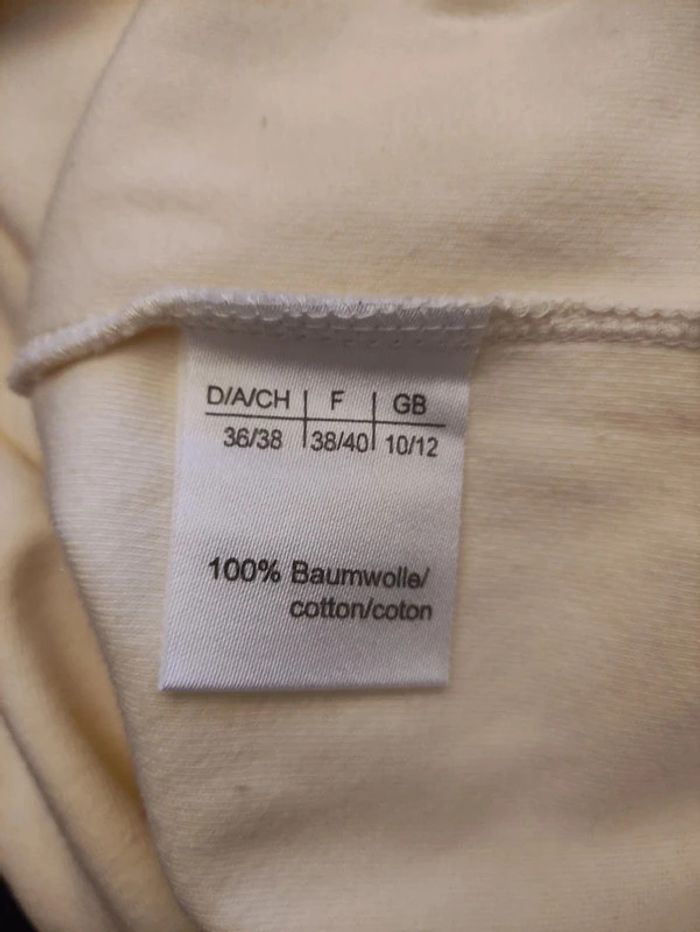 D/A/CH | F | GB
36/38 | 38/40 | 10/12
100% Baumwolle/
cotton/coton